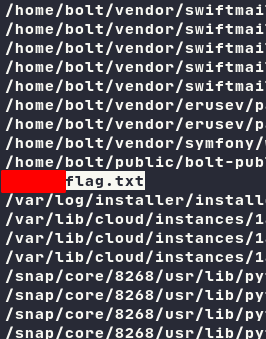 /home/bolt/vendor/swiftmai
/home/bolt/vendor/swiftmai
/home/bolt/vendor/swiftmai
/home/bolt/vendor/swiftmai
/home/bolt/vendor/swiftmai
/home/bolt/vendor/erusev/p
/home/bolt/vendor/erusev/p
/home/bolt/vendor/symfony/
/home/bolt/public/bolt-publ
flag.txt
/var/log/installer/install
/var/lib/cloud/instances/1
/var/lib/cloud/instances/1
/var/lib/cloud/instances/1
/snap/core/8268/usr/lib/py
/snap/core/8268/usr/lib/py
/snap/core/8268/usr/lib/py
/snap/core/8268/usr/lib/py